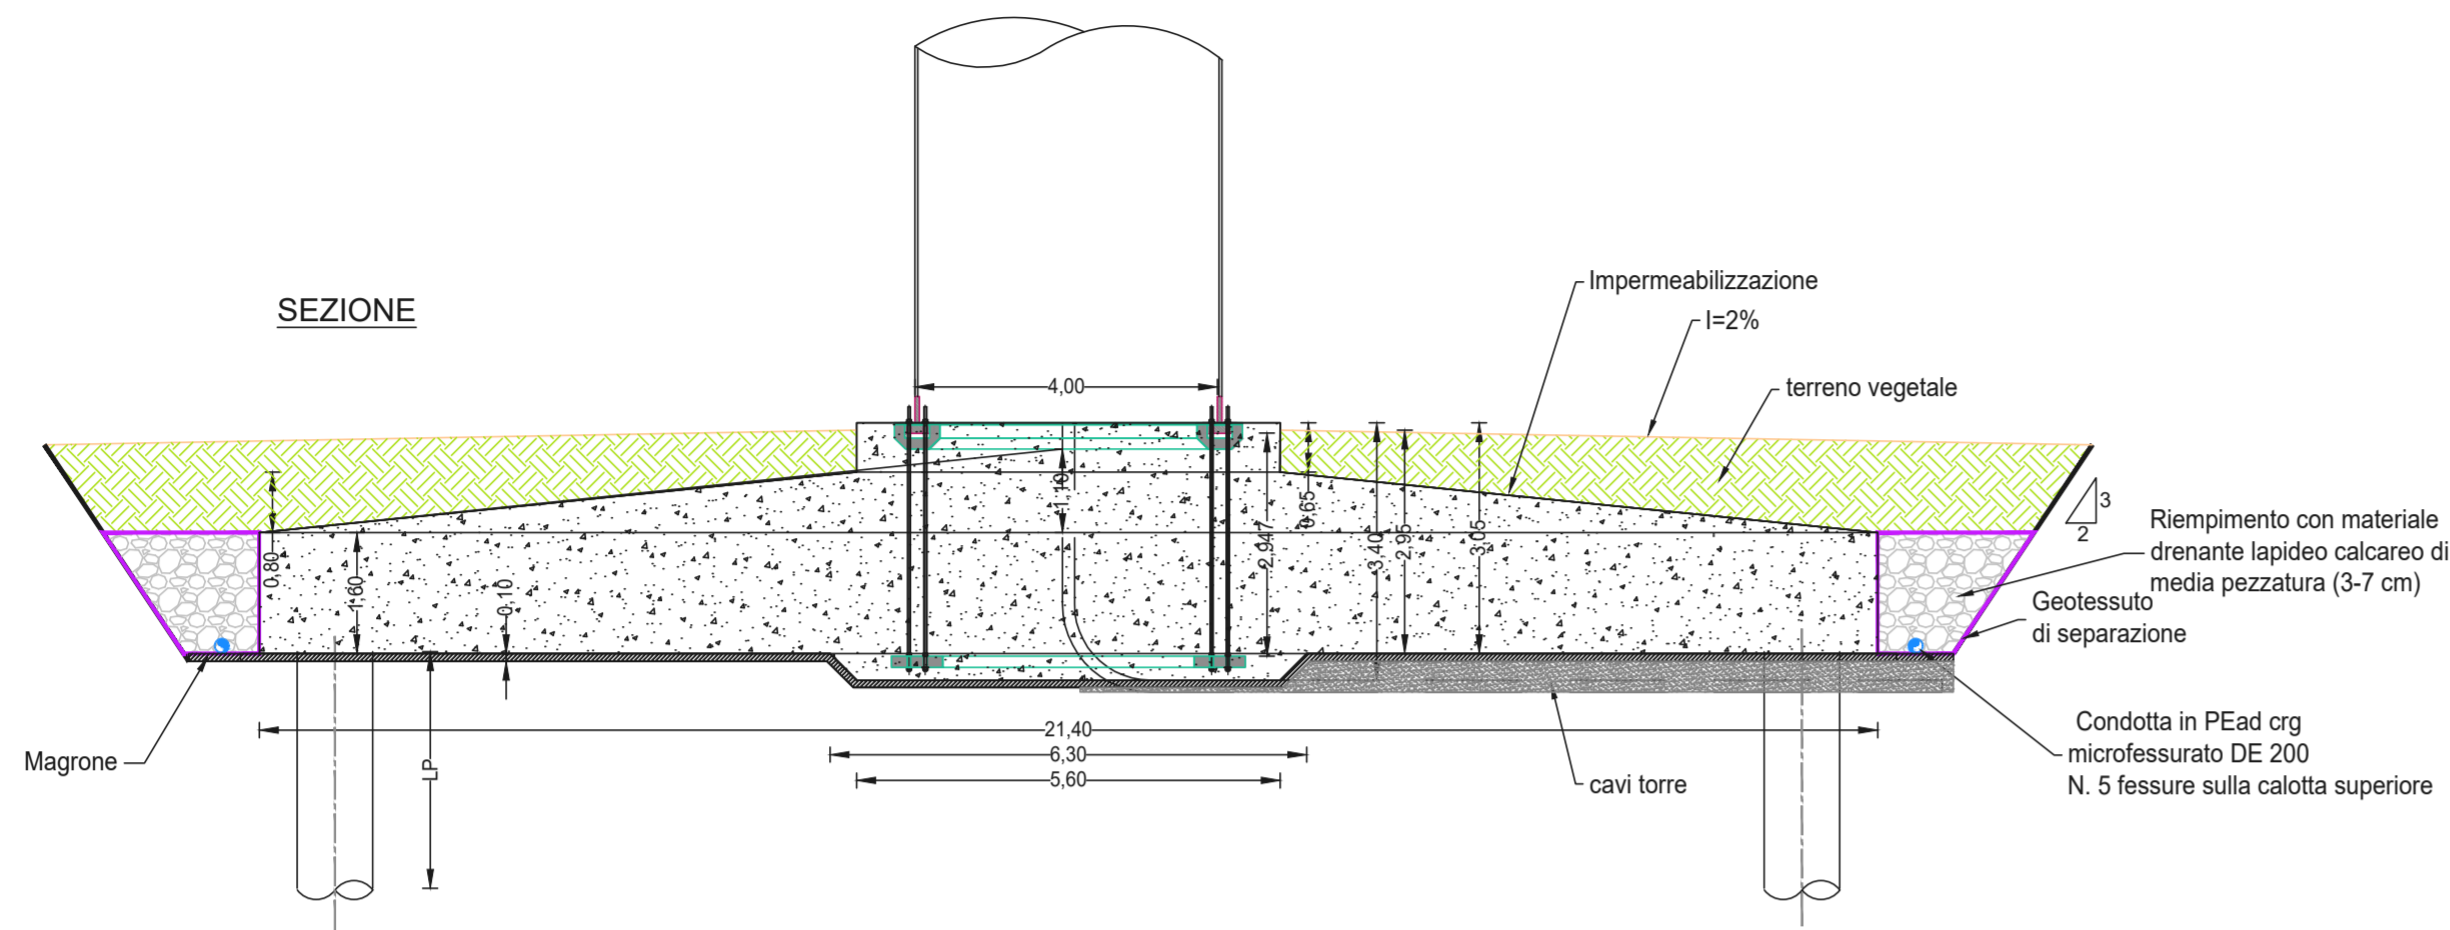 SEZIONE
Impermeabilizzazione
I=2%
terreno vegetale
4,00
3
2
Riempimento con materiale
drenante lapideo calcareo di
media pezzatura (3-7 cm)
Geotessuto
di separazione
0,80
1,60
0,10
1,10
2,947
0,65
3,40
2,95
3,05
Condotta in PEad crg
microfessurato DE 200
N. 5 fessure sulla calotta superiore
21,40
6,30
5,60
LP
Magrone
cavi torre